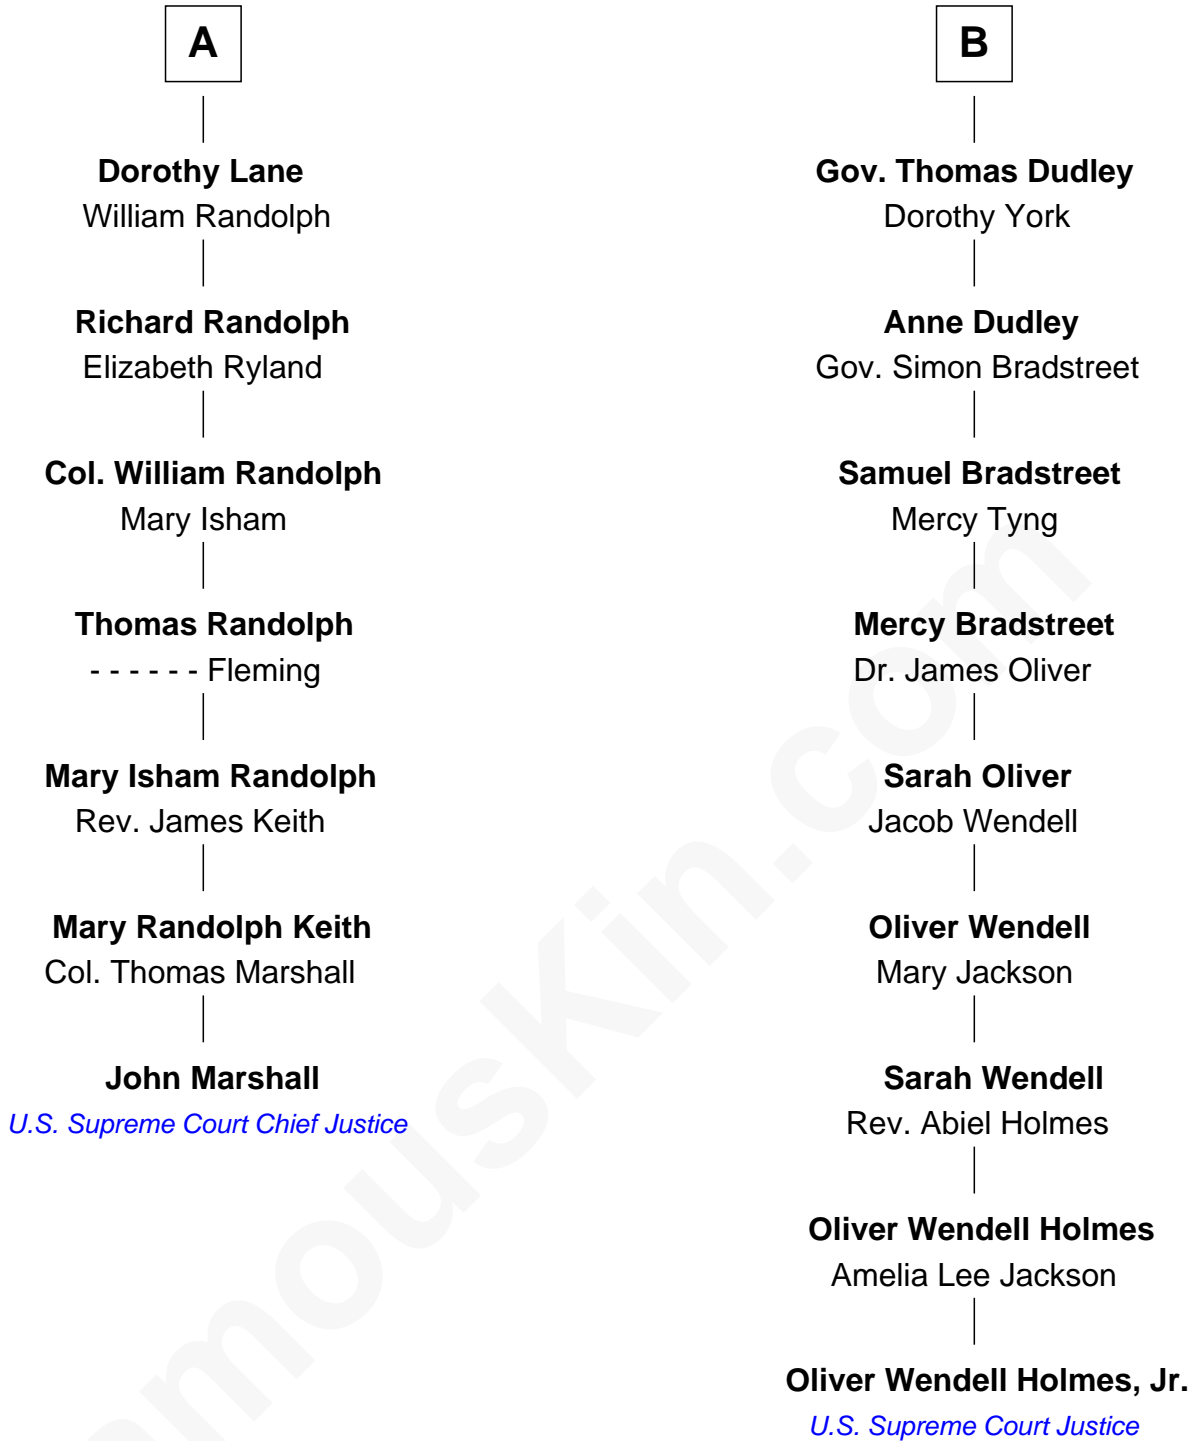 A
Dorothy Lane
William Randolph
Richard Randolph
Elizabeth Ryland
Col. William Randolph
Mary Isham
Thomas Randolph
- - - - - - Fleming
Mary Isham Randolph
Rev. James Keith
Mary Randolph Keith
Col. Thomas Marshall
John Marshall
U.S. Supreme Court Chief Justice
B
Gov. Thomas Dudley
Dorothy York
Anne Dudley
Gov. Simon Bradstreet
Samuel Bradstreet
Mercy Tyng
Mercy Bradstreet
Dr. James Oliver
Sarah Oliver
Jacob Wendell
Oliver Wendell
Mary Jackson
Sarah Wendell
Rev. Abiel Holmes
Oliver Wendell Holmes
Amelia Lee Jackson
Oliver Wendell Holmes, Jr.
U.S. Supreme Court Justice
amousKin.com